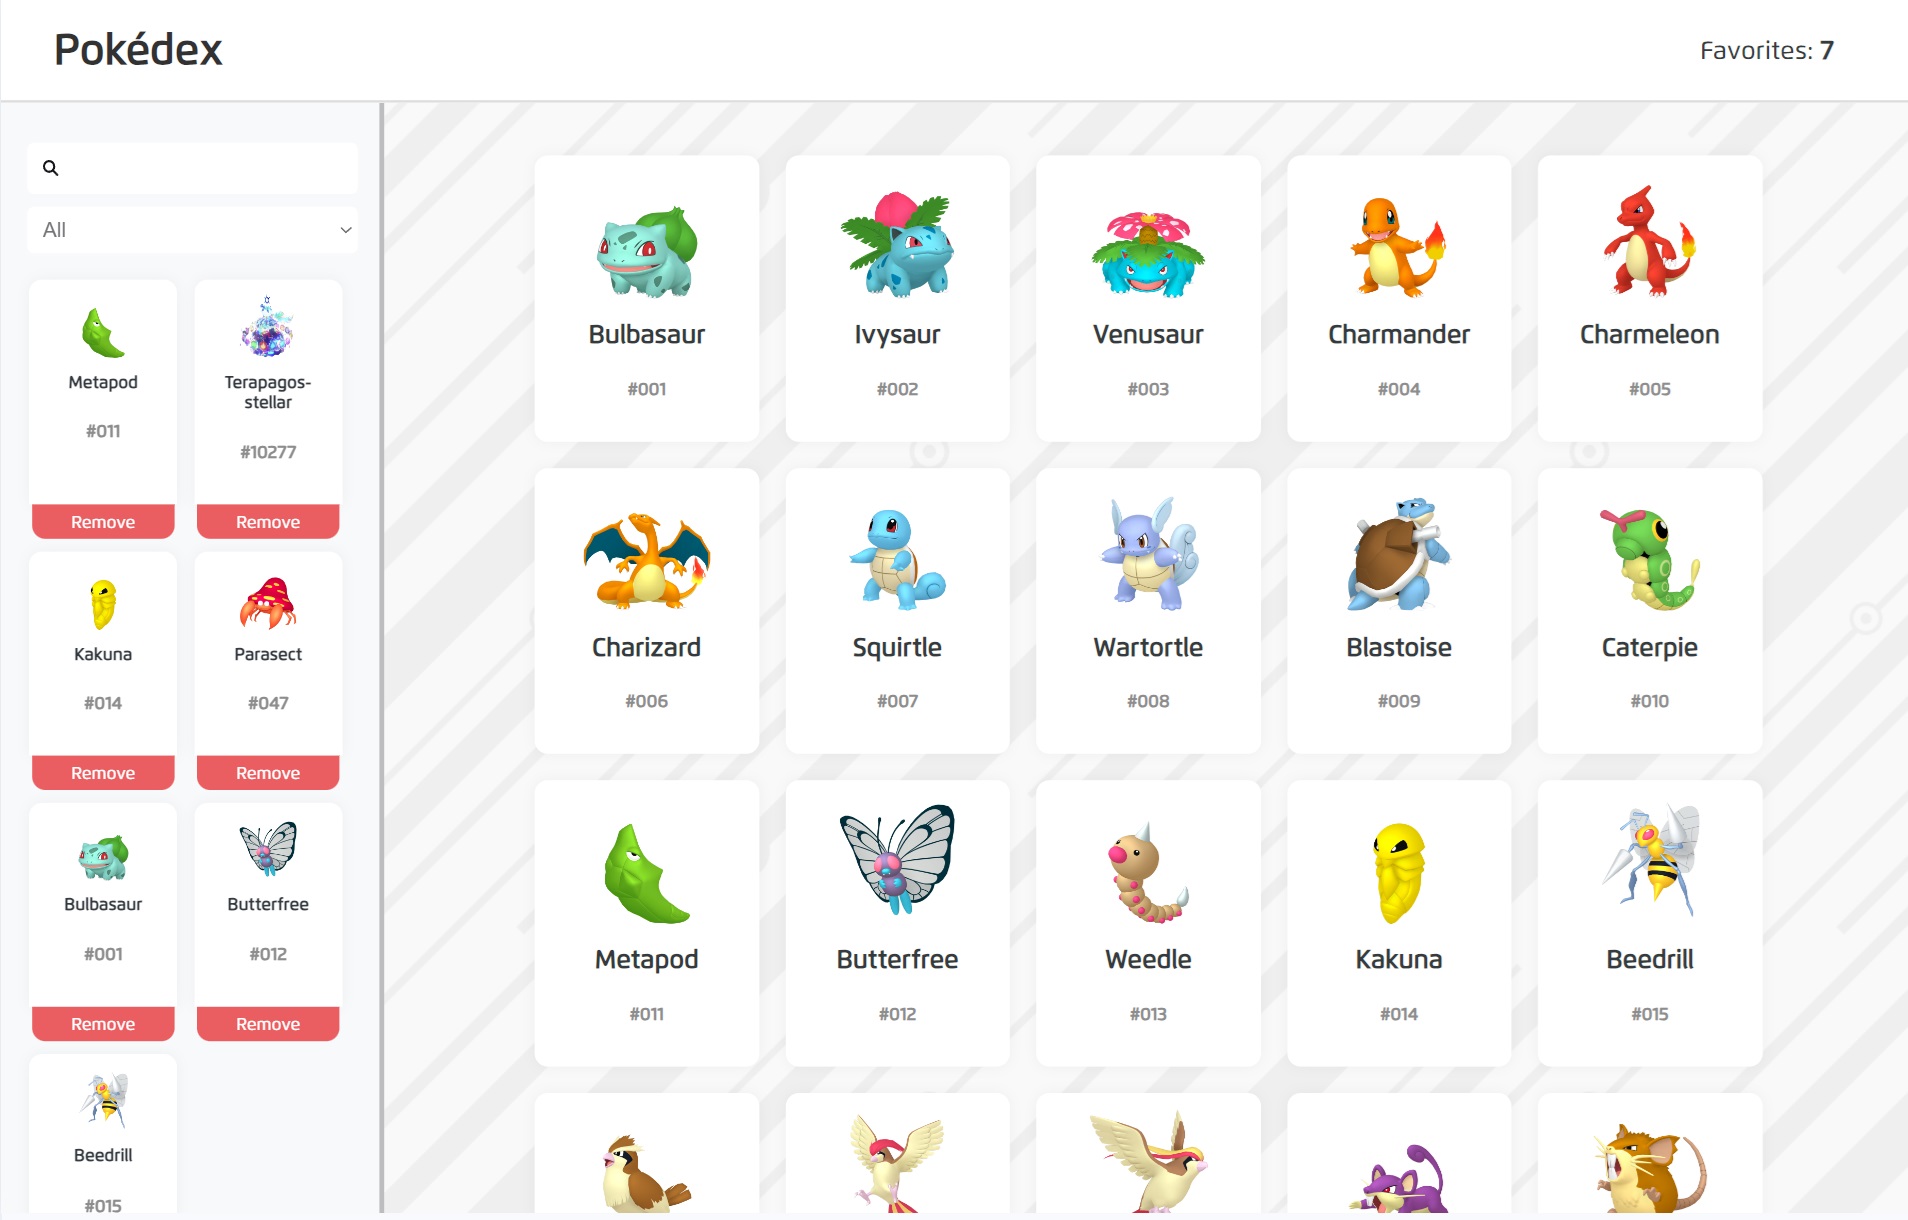 Pokédex
Favorites: 7
All
Metapod
#011
Remove
Terapagos-
stellar
#10277
Remove
Kakuna
#014
Remove
Parasect
#047
Remove
Bulbasaur
#001
Remove
Butterfree
#012
Remove
Beedrill
#015
Bulbasaur
#001
Ivysaur
#002
Venusaur
#003
Charmander
#004
Charmeleon
#005
Charizard
#006
Squirtle
#007
Wartortle
#008
Blastoise
#009
Caterpie
#010
Metapod
#011
Butterfree
#012
Weedle
#013
Kakuna
#014
Beedrill
#015